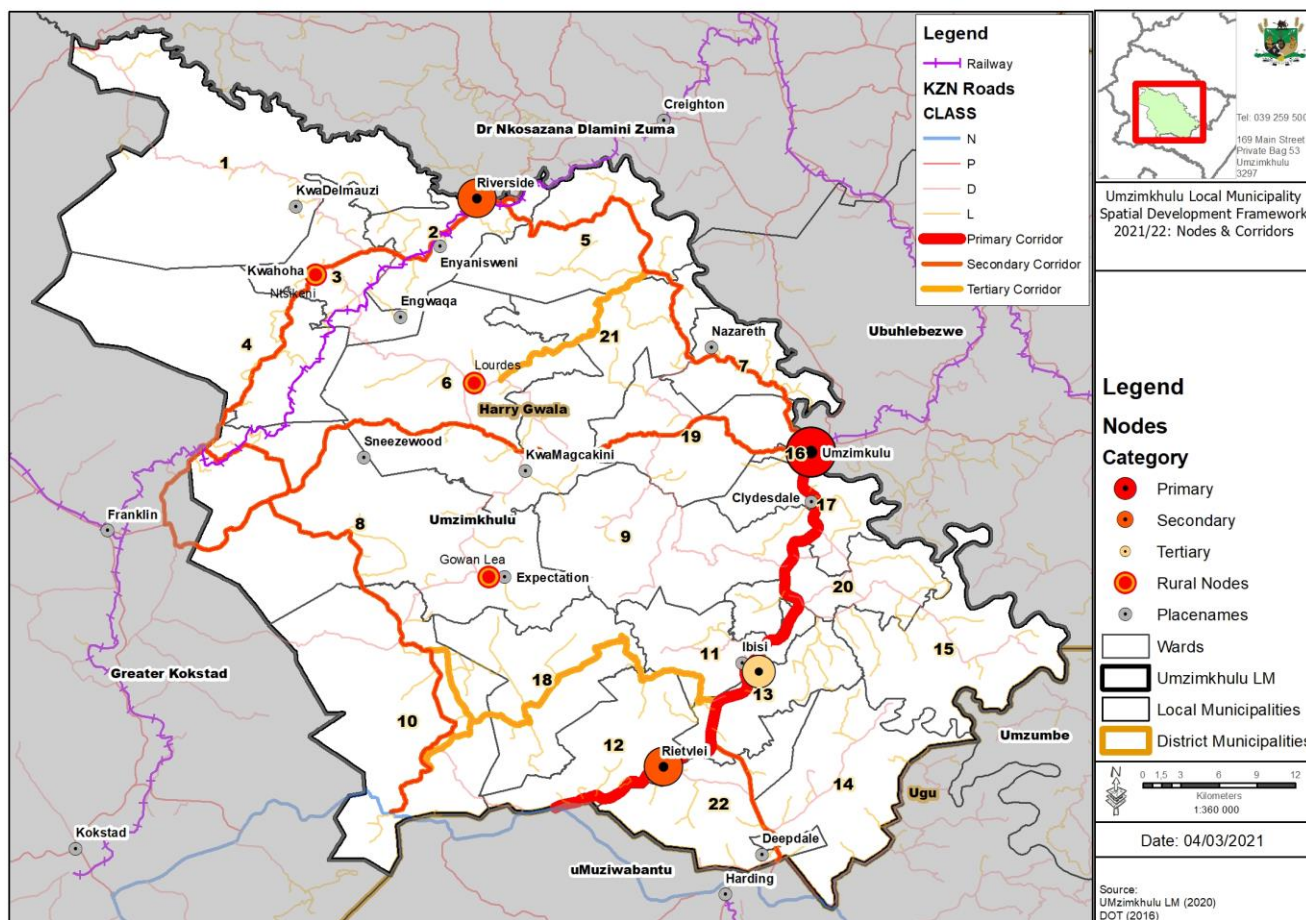 Legend
Railway
KZN Roads
CLASS
N
P
D
L
Primary Corridor
Secondary Corridor
Tertiary Corridor
Creighton
Dr Nkosazana Dlamini Zuma
1
KwaDelmauzi
Riverside
2
5
Enyanisweni
Kwahoha
3
Ntsikeni
Engwaqa
4
21
Nazareth
Ubuhlebezwe
7
Lourdes
6
Harry Gwala
Sneezewood
19
KwaMagcakini
16
Umzimkulu
Clydesdale
17
Franklin
8
Umzimkhulu
9
Gowan Lea
Expectation
20
11
Ibisi
15
Greater Kokstad
18
13
10
12
Rietvlei
Umzumbe
14
22
Ugu
Kokstad
Deepdale
uMuziwabantu
Harding
Tel: 039 259 500
169 Main Street
Private Bag 53
Umzimkhulu
3297
Umzimkhulu Local Municipality
Spatial Development Framework
2021/22: Nodes & Corridors
Legend
Nodes
Category
Primary
Secondary
Tertiary
Rural Nodes
Placenames
Wards
Umzimkhulu LM
Local Municipalities
District Municipalities
N
0 1,5 3 6 9 12
Kilometers
1:360 000
Date: 04/03/2021
Source:
UMzimkhulu LM (2020)
DOT (2016)